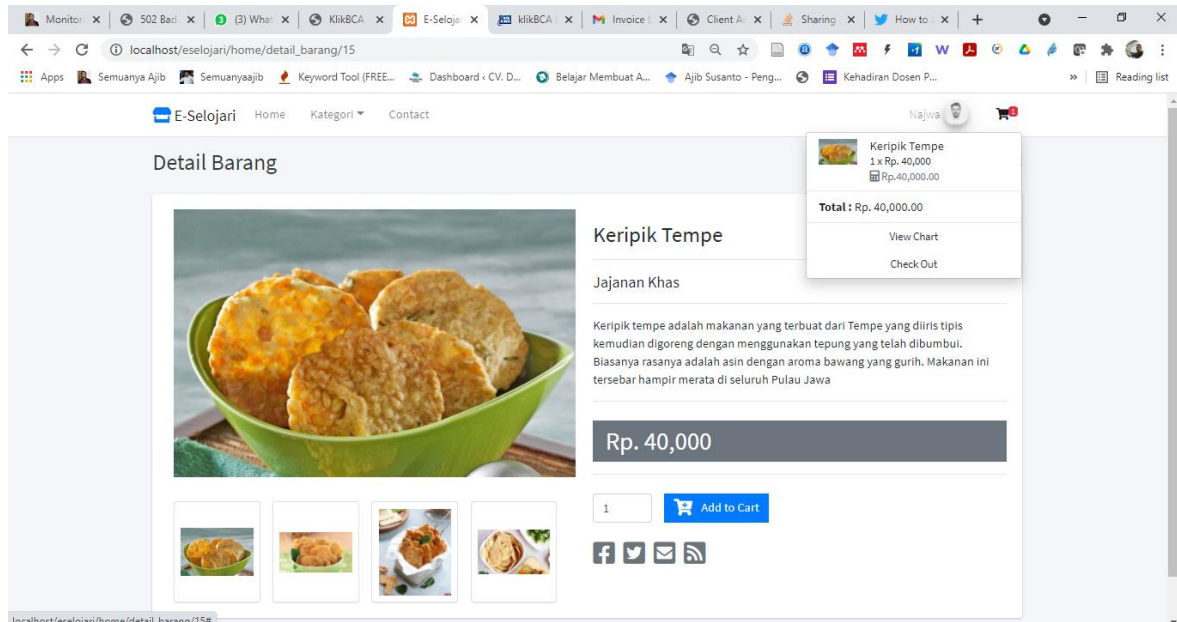 Monitor
502 Bad
(3) What
KlikBCA
E-Seloja
klikBCA
Invoice
Client Ar
Sharing
How to
localhost/eselojari/home/detail_barang/15
Apps
Semuanya Ajib
Semuanyaajib
Keyword Tool (FREE...
Dashboard ‹ CV. D...
Belajar Membuat A...
Ajib Susanto - Peng...
Kehadiran Dosen P...
»
Reading list
E-Selojari
Home
Kategori
Contact
Najwa
1
Detail Barang
Keripik Tempe
1 x Rp. 40,000
Rp.40,000.00
Total : Rp. 40,000.00
View Chart
Check Out
Keripik Tempe
Jajanan Khas
Keripik tempe adalah makanan yang terbuat dari Tempe yang diiris tipis
kemudian digoreng dengan menggunakan tepung yang telah dibumbui.
Biasanya rasanya adalah asin dengan aroma bawang yang gurih. Makanan ini
tersebar hampir merata di seluruh Pulau Jawa
Rp. 40,000
1
Add to Cart
localhost/eselojari/home/detail_barang/15#